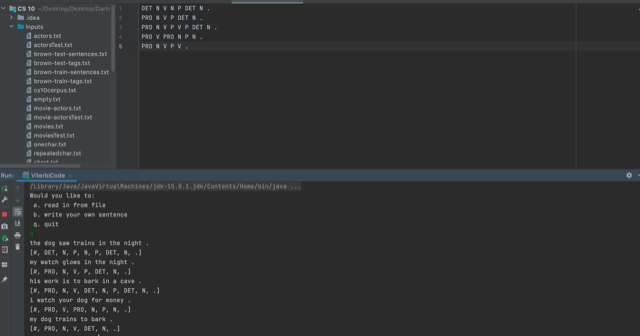 CS 10 ~/Desktop/Desktop/Dartm
.idea
inputs
actors.txt
actorsTest.txt
brown-test-sentences.txt
brown-test-tags.txt
brown-train-sentences.txt
brown-train-tags.txt
cs10corpus.txt
empty.txt
movie-actors.txt
movie-actorsTest.txt
movies.txt
moviesTest.txt
onechar.txt
repeatedchar.txt
1 DET N V N P DET N .
2 PRO N V P DET N .
3 PRO N V P V P DET N .
4 PRO V PRO N P N .
5 PRO N V P V .
Run: ViterbiCode
/Library/Java/JavaVirtualMachines/jdk-15.0.1.jdk/Contents/Home/bin/java ...
Would you like to:
a. read in from file
b. write your own sentence
q. quit
a
the dog saw trains in the night .
[#, DET, N, P, N, P, DET, N, .]
my watch glows in the night .
[#, PRO, N, V, P, DET, N, .]
his work is to bark in a cave .
[#, PRO, N, V, DET, N, P, DET, N, .]
i watch your dog for money .
[#, PRO, V, PRO, N, P, N, .]
my dog trains to bark .
[#, PRO, N, V, DET, N, .]